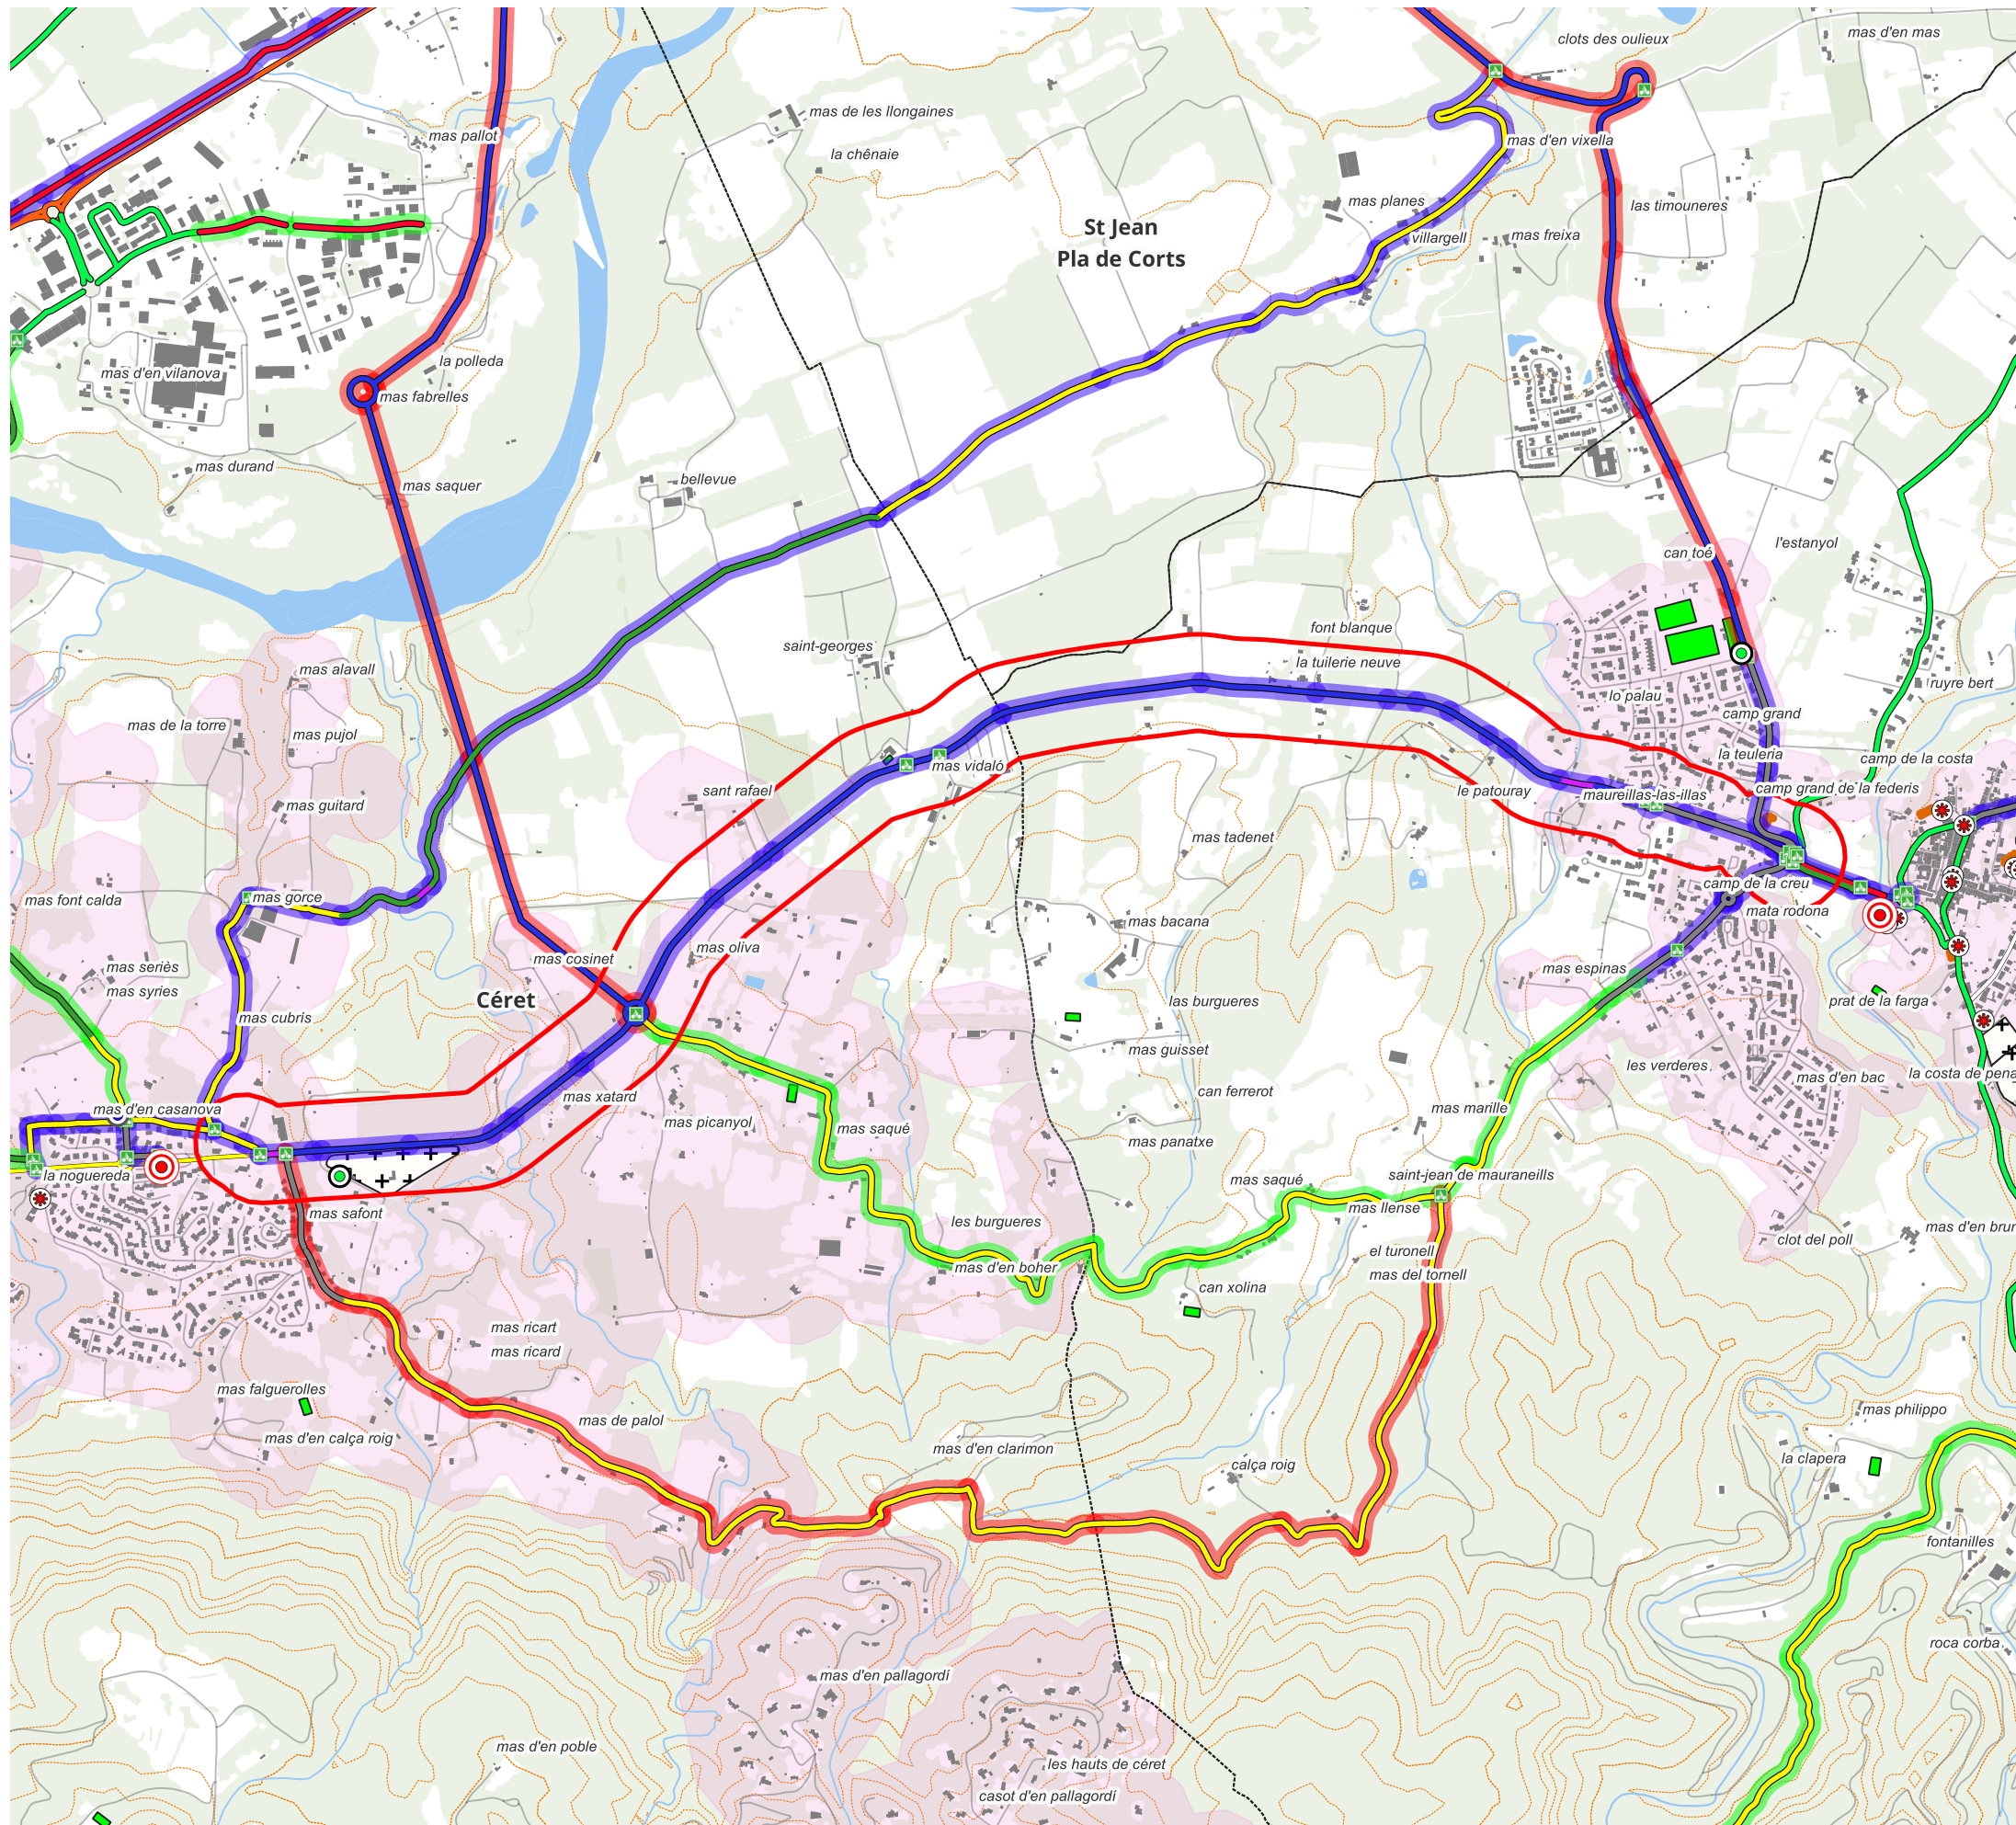 clots des oulieux
mas d'en mas
mas de les llongaines
mas pallot
la chênaie
mas d'en vixella
mas planes
las timouneres
St Jean
Pla de Corts
villargell
mas freixa
la polleda
mas d'en vilanova
mas fabrelles
mas durand
bellevue
mas saquer
l'estanyol
can toé
font blanque
saint-georges
la tuilerie neuve
mas alavall
ruyre bert
lo palau
camp grand
mas de la torre
mas pujol
la teuleria
camp de la costa
mas vidaló
sant rafael
le patouray
maureillas-las-illas
camp grand de la federis
mas guitard
mas tadenet
camp de la creu
mas gorce
mas font calda
mata rodona
mas bacana
mas oliva
mas cosinet
mas seriès
mas espinas
mas syries
Céret
las burgueres
prat de la farga
mas cubris
mas guisset
les verderes
la costa de pena
mas d'en bac
can ferrerot
mas xatard
mas d'en casanova
mas marille
mas picanyol
mas saqué
mas panatxe
la noguereda
saint-jean de mauraneills
mas saqué
mas llense
mas safont
les burgueres
mas d'en brun
clot del poll
el turonell
mas d'en boher
mas del tornell
can xolina
mas ricart
mas ricard
mas falguerolles
mas philippo
mas de palol
mas d'en calça roig
mas d'en clarimon
la clapera
calça roig
fontanilles
roca corba
mas d'en pallagordí
mas d'en poble
les hauts de céret
casot d'en pallagordí